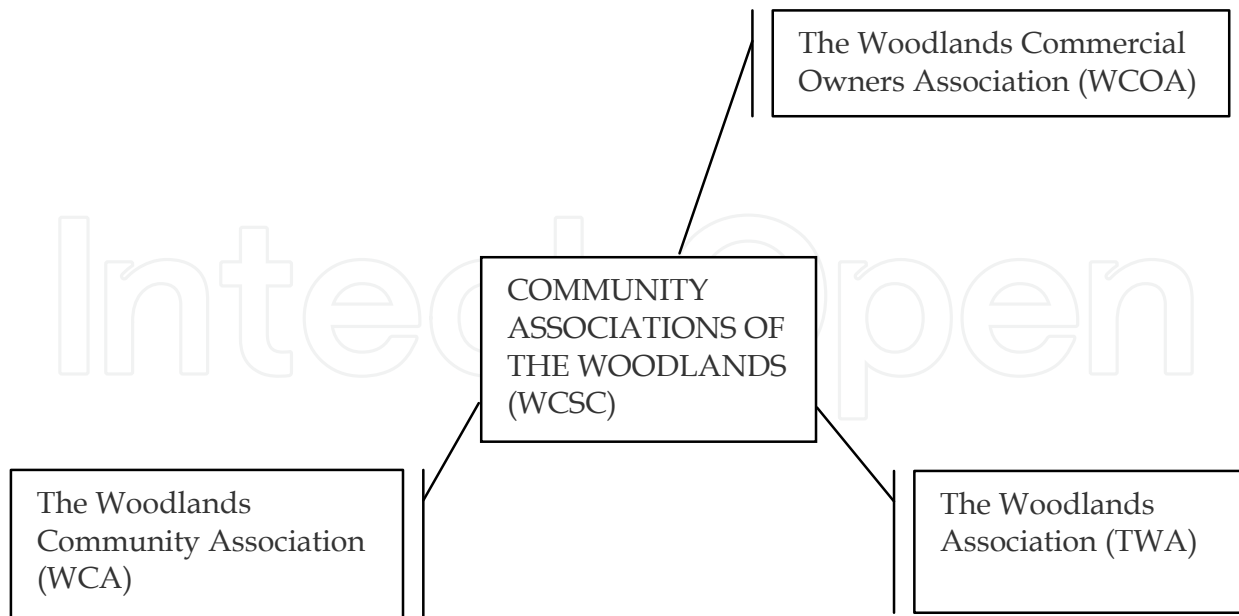 The Woodlands Commercial
Owners Association (WCOA)
COMMUNITY
ASSOCIATIONS OF
THE WOODLANDS
(WCSC)
The Woodlands
Community Association
(WCA)
The Woodlands
Association (TWA)
IntechOpen